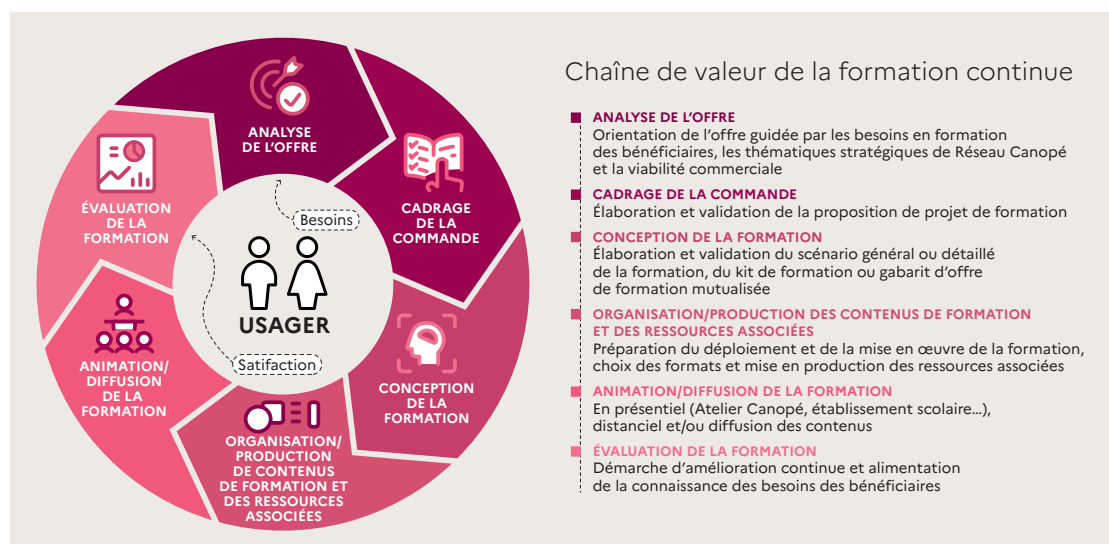 ANALYSE
DE L'OFFRE
CADRAGE
DE LA
COMMANDE
CONCEPTION
DE LA
FORMATION
ORGANISATION/
PRODUCTION
DE CONTENUS
DE FORMATION ET
DES RESSOURCES
ASSOCIÉES
ANIMATION/
DIFFUSION
DE LA
FORMATION
ÉVALUATION
DE LA
FORMATION
Besoins
USAGER
Satifaction
Chaîne de valeur de la formation continue
ANALYSE DE L'OFFRE
Orientation de l'offre guidée par les besoins en formation
des bénéficiaires, les thématiques stratégiques de Réseau Canopé
et la viabilité commerciale
CADRAGE DE LA COMMANDE
Élaboration et validation de la proposition de projet de formation
CONCEPTION DE LA FORMATION
Élaboration et validation du scénario général ou détaillé
de la formation, du kit de formation ou gabarit d'offre
de formation mutualisée
ORGANISATION/PRODUCTION DES CONTENUS DE FORMATION
ET DES RESSOURCES ASSOCIÉES
Préparation du déploiement et de la mise en œuvre de la formation,
choix des formats et mise en production des ressources associées
ANIMATION/DIFFUSION DE LA FORMATION
En présentiel (Atelier Canopé, établissement scolaire…),
distanciel et/ou diffusion des contenus
ÉVALUATION DE LA FORMATION
Démarche d'amélioration continue et alimentation
de la connaissance des besoins des bénéficiaires